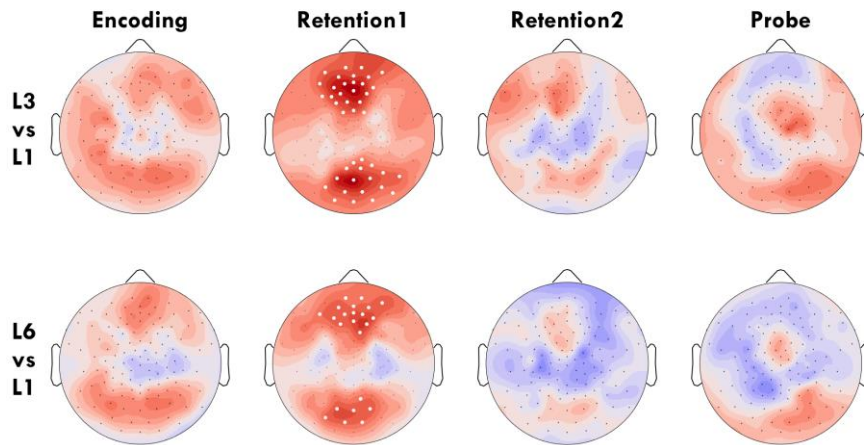 Encoding Retention1 Retention2 Probe
L3
vs
L1
L6
vs
L1